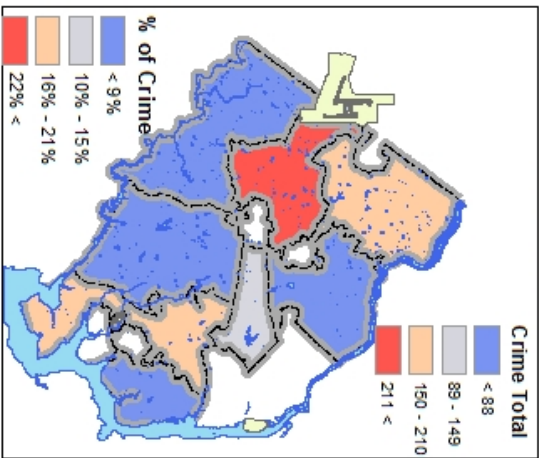 Crime Total
< 88
89 - 149
150 - 210
211 <
% of Crime
< 9%
10% - 15%
16% - 21%
22% <